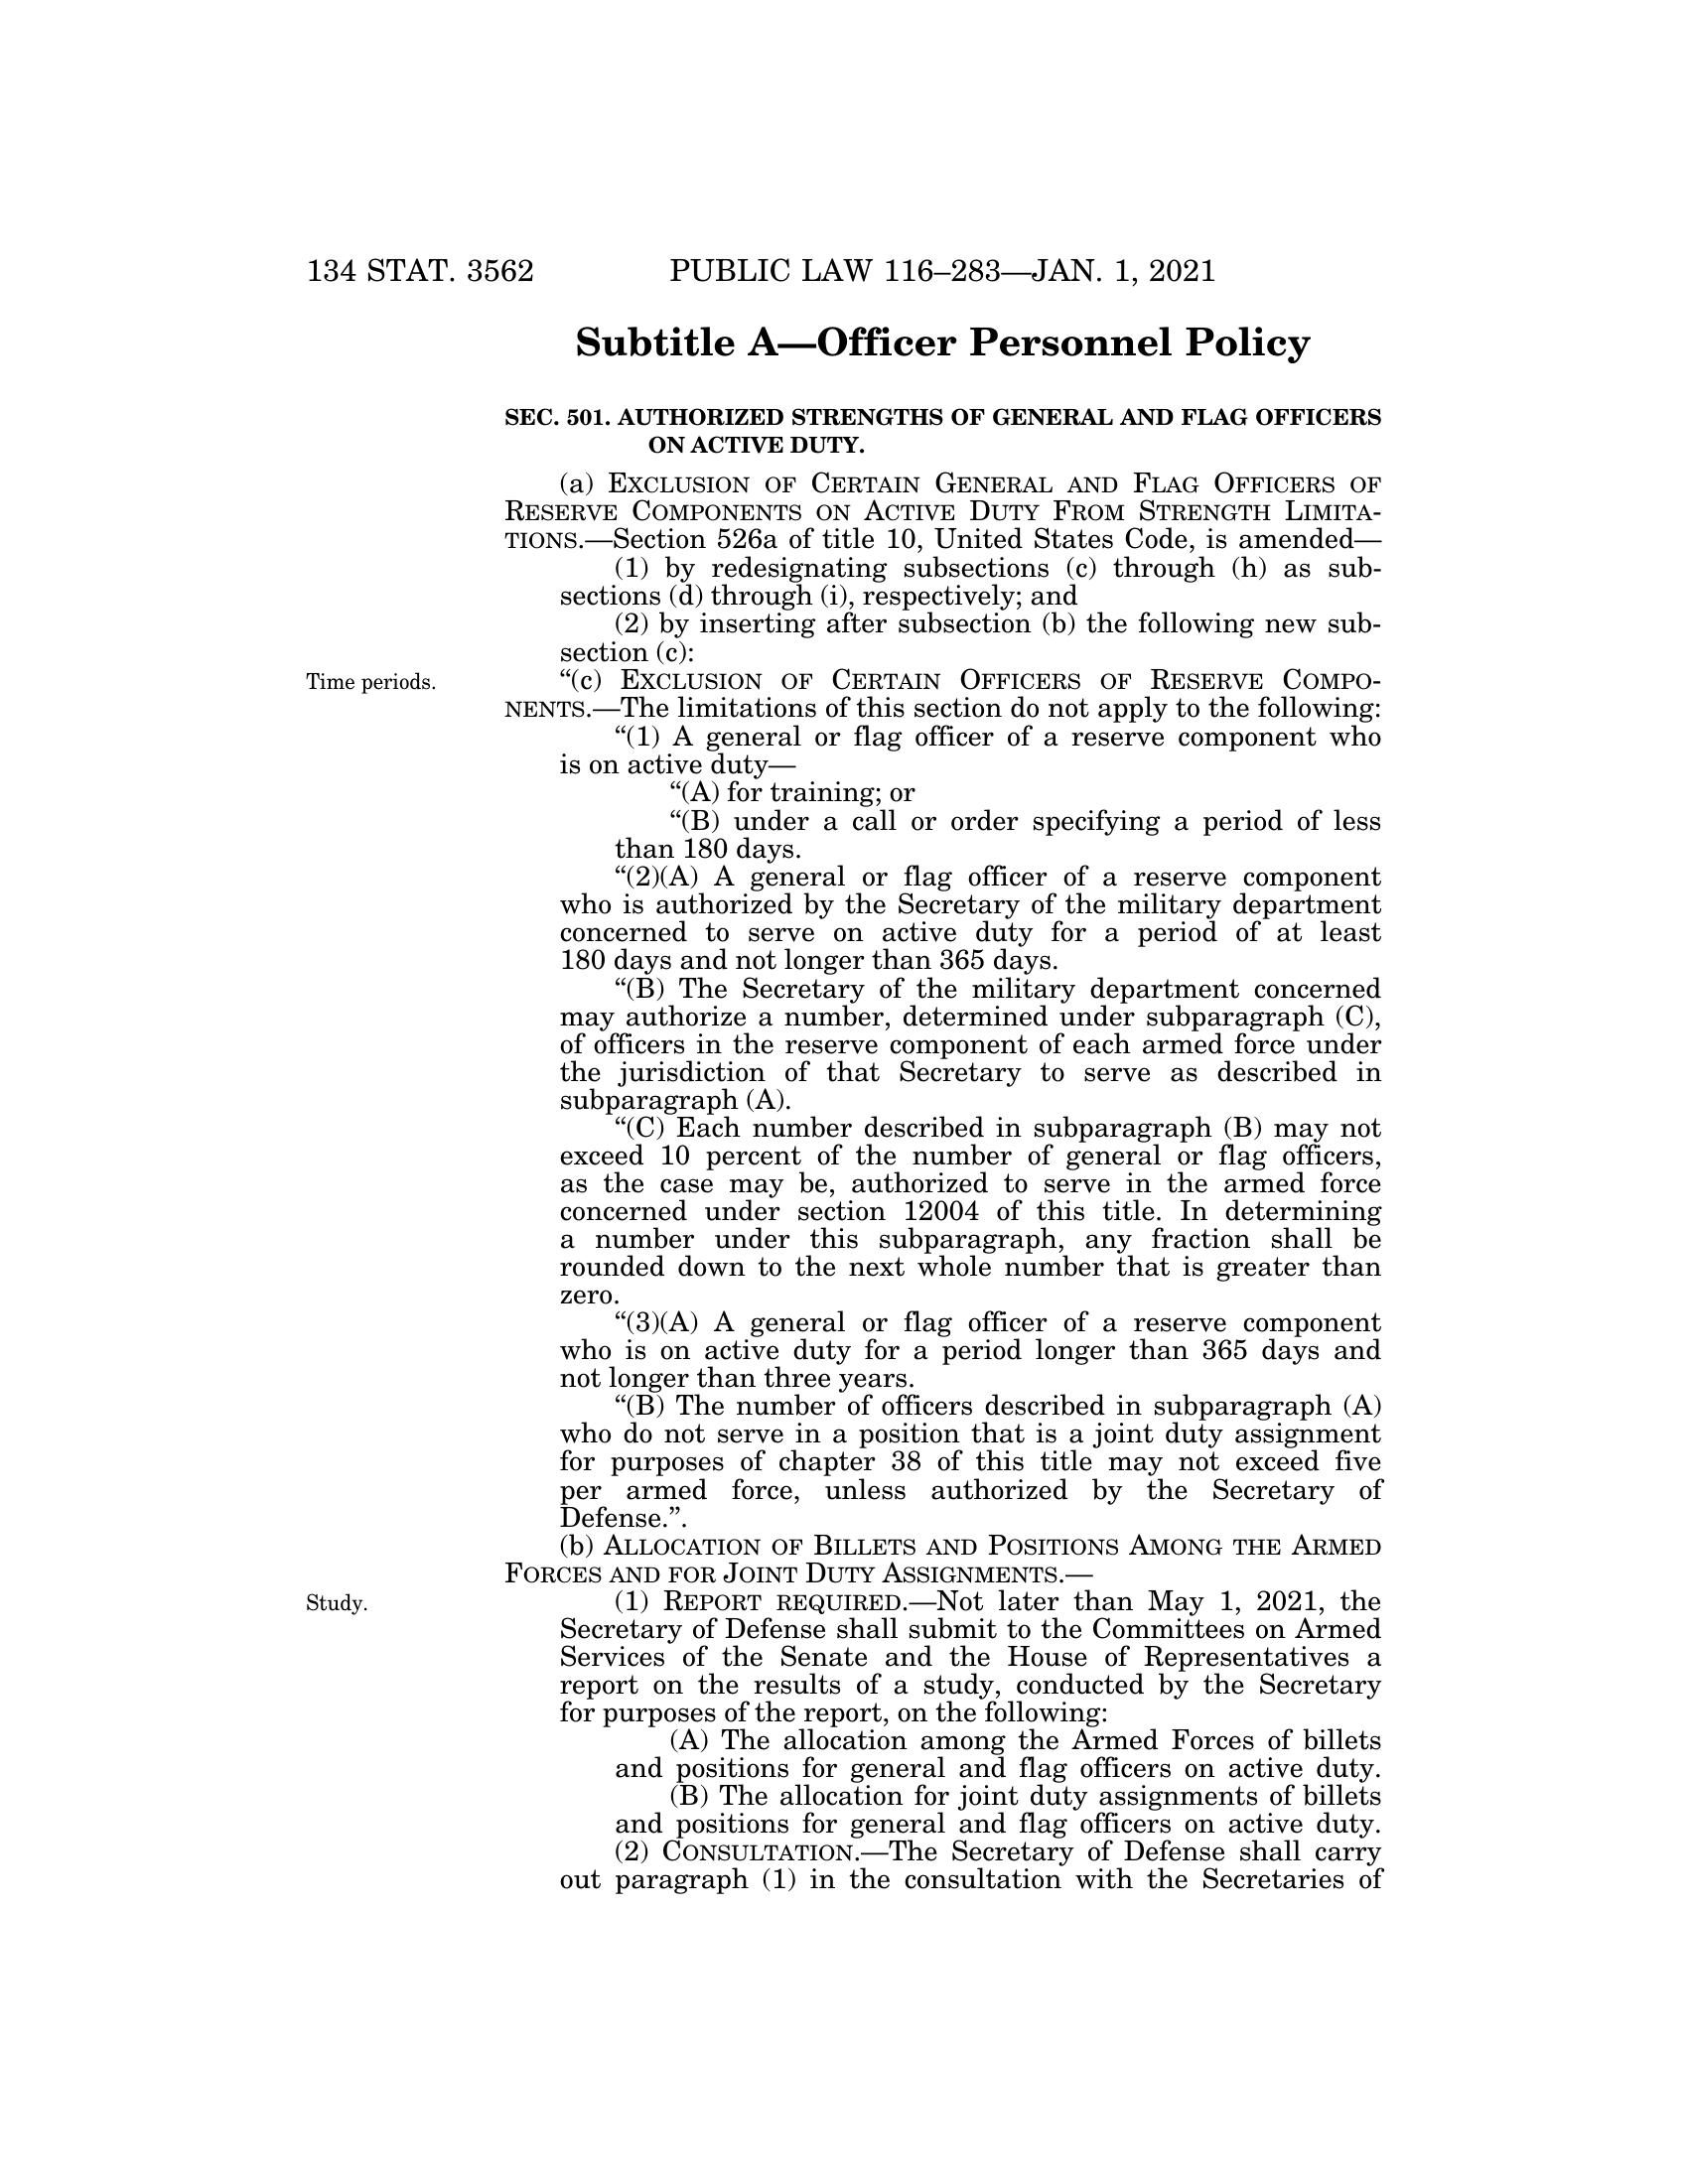 134 STAT. 3562 PUBLIC LAW 116–283—JAN. 1, 2021
Subtitle A—Officer Personnel Policy
SEC. 501. AUTHORIZED STRENGTHS OF GENERAL AND FLAG OFFICERS
ON ACTIVE DUTY.
(a) EXCLUSION OF CERTAIN GENERAL AND FLAG OFFICERS OF
RESERVE COMPONENTS ON ACTIVE DUTY FROM STRENGTH LIMITA-
TIONS.—Section 526a of title 10, United States Code, is amended—
(1) by redesignating subsections (c) through (h) as sub-
sections (d) through (i), respectively; and
(2) by inserting after subsection (b) the following new sub-
section (c):
Time periods.
“(c) EXCLUSION OF CERTAIN OFFICERS OF RESERVE COMPO-
NENTS.—The limitations of this section do not apply to the following:
“(1) A general or flag officer of a reserve component who
is on active duty—
“(A) for training; or
“(B) under a call or order specifying a period of less
than 180 days.
“(2)(A) A general or flag officer of a reserve component
who is authorized by the Secretary of the military department
concerned to serve on active duty for a period of at least
180 days and not longer than 365 days.
“(B) The Secretary of the military department concerned
may authorize a number, determined under subparagraph (C),
of officers in the reserve component of each armed force under
the jurisdiction of that Secretary to serve as described in
subparagraph (A).
“(C) Each number described in subparagraph (B) may not
exceed 10 percent of the number of general or flag officers,
as the case may be, authorized to serve in the armed force
concerned under section 12004 of this title. In determining
a number under this subparagraph, any fraction shall be
rounded down to the next whole number that is greater than
zero.
“(3)(A) A general or flag officer of a reserve component
who is on active duty for a period longer than 365 days and
not longer than three years.
“(B) The number of officers described in subparagraph (A)
who do not serve in a position that is a joint duty assignment
for purposes of chapter 38 of this title may not exceed five
per armed force, unless authorized by the Secretary of
Defense.”.
(b) ALLOCATION OF BILLETS AND POSITIONS AMONG THE ARMED
FORCES AND FOR JOINT DUTY ASSIGNMENTS.—
Study.
(1) REPORT REQUIRED.—Not later than May 1, 2021, the
Secretary of Defense shall submit to the Committees on Armed
Services of the Senate and the House of Representatives a
report on the results of a study, conducted by the Secretary
for purposes of the report, on the following:
(A) The allocation among the Armed Forces of billets
and positions for general and flag officers on active duty.
(B) The allocation for joint duty assignments of billets
and positions for general and flag officers on active duty.
(2) CONSULTATION.—The Secretary of Defense shall carry
out paragraph (1) in the consultation with the Secretaries of